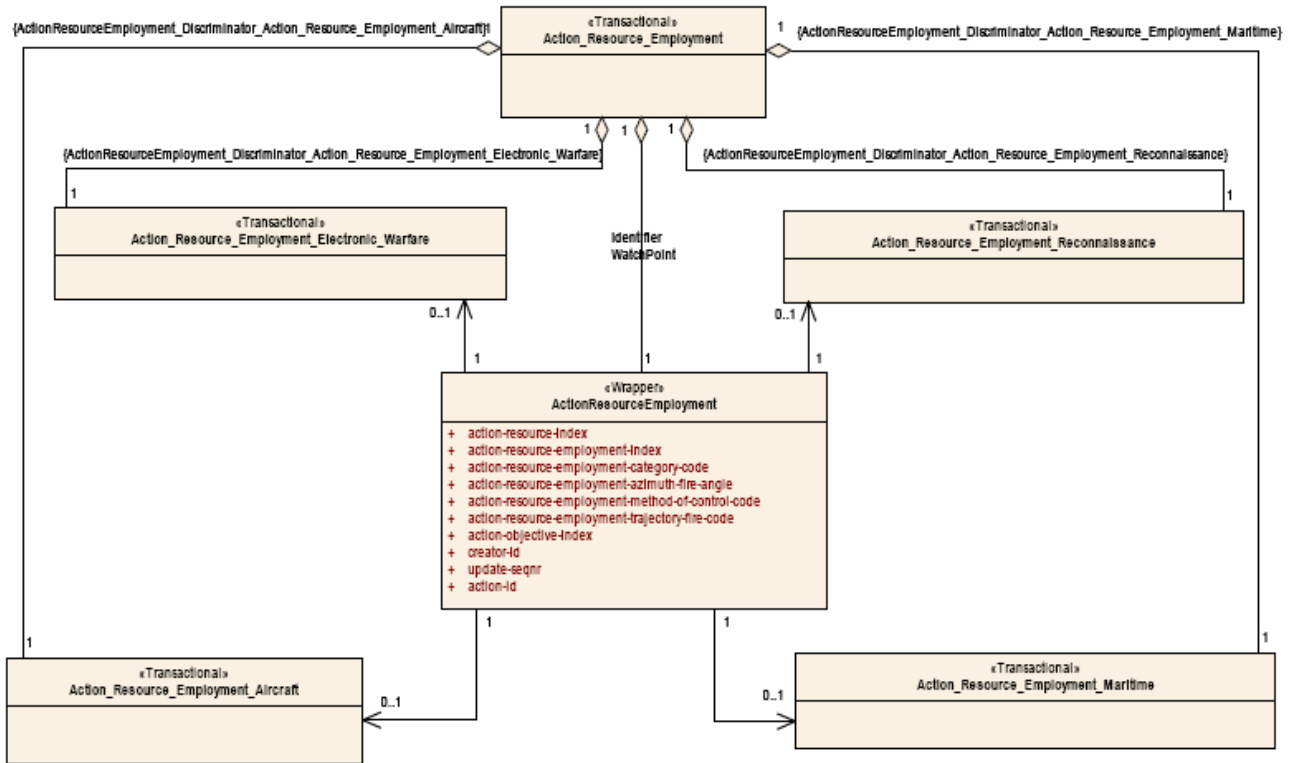 «Transactional»
Action_Resource_Employment
{ActionResourceEmployment_Discriminator_Action_Resource_Employment_Aircraft}1
1
{ActionResourceEmployment_Discriminator_Action_Resource_Employment_Maritime}
1
1
1
{ActionResourceEmployment_Discriminator_Action_Resource_Employment_Electronic_Warfare}
{ActionResourceEmployment_Discriminator_Action_Resource_Employment_Reconnaissance}
1
1
«Transactional»
Action_Resource_Employment_Electronic_Warfare
«Transactional»
Action_Resource_Employment_Reconnaissance
Identifier
WatchPoint
0..1
0..1
1
1
1
«Wrapper»
ActionResourceEmployment
+ action-resource-index
+ action-resource-employment-index
+ action-resource-employment-category-code
+ action-resource-employment-azimuth-fire-angle
+ action-resource-employment-method-of-control-code
+ action-resource-employment-trajectory-fire-code
+ action-objective-index
+ creator-id
+ update-seqnr
+ action-id
1
1
1
1
«Transactional»
Action_Resource_Employment_Aircraft
0..1
0..1
«Transactional»
Action_Resource_Employment_Maritime